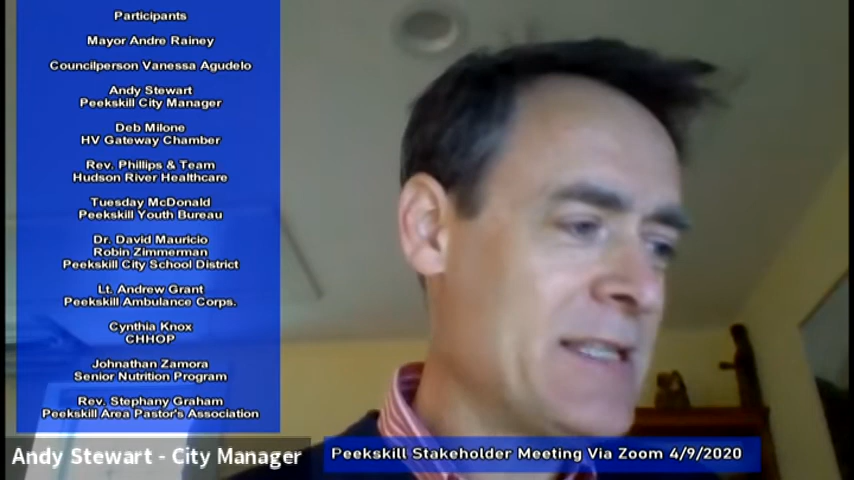 Participants
Mayor Andre Rainey
Councilperson Vanessa Agudelo
Andy Stewart
Peekskill City Manager
Deb Milone
HV Gateway Chamber
Rev. Phillips & Team
Hudson River Healthcare
Tuesday McDonald
Peekskill Youth Bureau
Dr. David Mauricio
Robin Zimmerman
Peekskill City School District
Lt. Andrew Grant
Peekskill Ambulance Corps.
Cynthia Knox
CHHOP
Johnathan Zamora
Senior Nutrition Program
Rev. Stephany Graham
Peekskill Area Pastor's Association
Andy Stewart - City Manager
Peekskill Stakeholder Meeting Via Zoom 4/9/2020